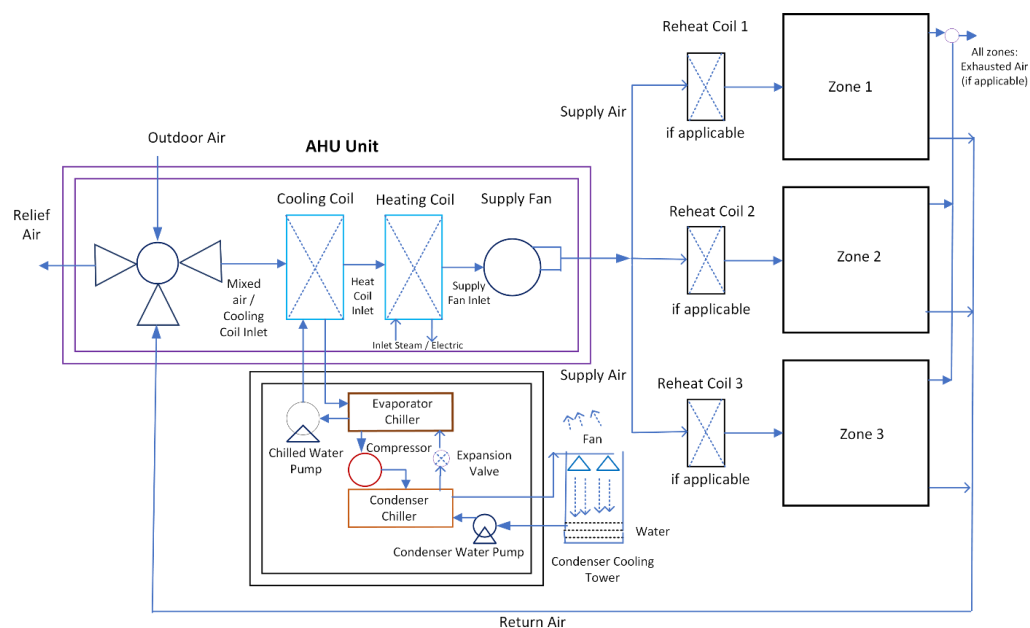 Reheat Coil 1
All zones:
Exhausted Air
(if applicable)
Zone 1
Supply Air
if applicable
Outdoor Air
AHU Unit
Relief
Air
Cooling Coil
Heating Coil
Supply Fan
Reheat Coil 2
Zone 2
Mixed
air /
Cooling
Coil Inlet
Heat
Coil
Inlet
Supply
Fan Inlet
if applicable
Inlet Steam / Electric
Supply Air
Reheat Coil 3
Evaporator
Chiller
Fan
Zone 3
Chilled Water
Pump
Compressor
Expansion
Valve
if applicable
Condenser
Chiller
Water
Condenser Water Pump
Condenser Cooling
Tower
Return Air